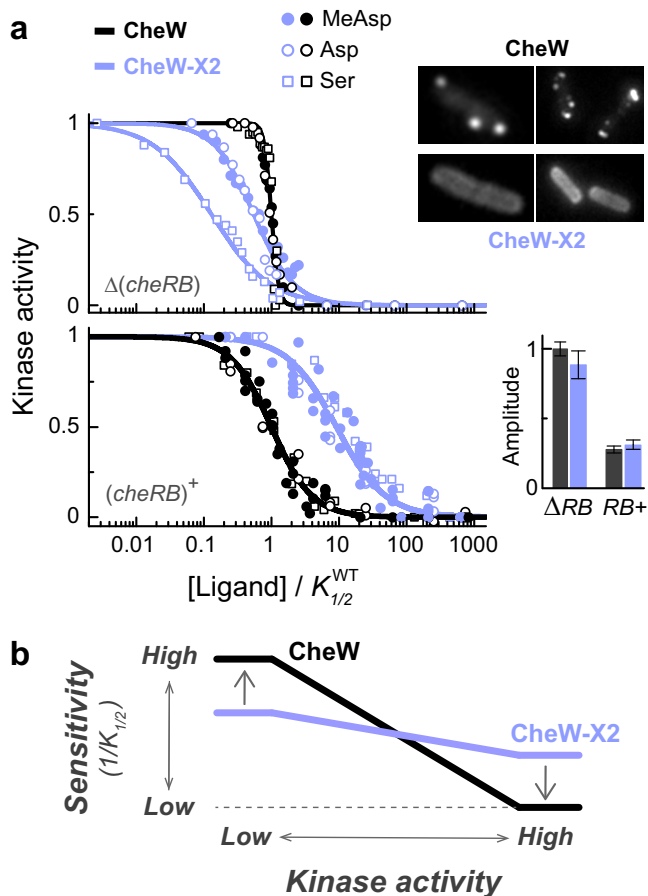 a
CheW
CheW-X2
MeAsp
Asp
Ser
CheW
CheW-X2
Kinase activity
1
0.5
0
Δ(cheRB)
1
0.5
0
(cheRB)⁺
0.01 0.1 1 10 100 1000
[Ligand] / K₁/₂ᵂᵀ
Amplitude
1
0.5
0
ΔRB RB+
b
Sensitivity
(1/K₁/₂)
High
Low
CheW
CheW-X2
Low High
Kinase activity